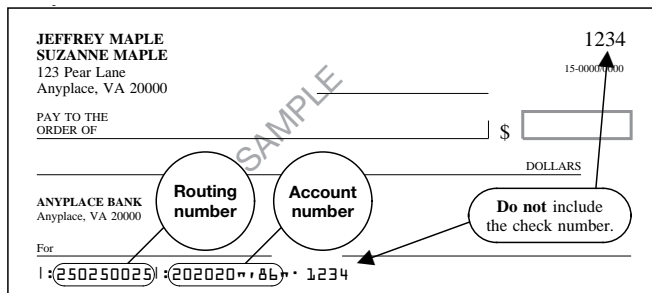 JEFFREY MAPLE
SUZANNE MAPLE
123 Pear Lane
Anyplace, VA 20000
1234
15-0000/0000
SAMPLE
PAY TO THE
ORDER OF
$
DOLLARS
ANYPLACE BANK
Anyplace, VA 20000
Routing
number
Account
number
Do not include
the check number.
For
|:250250025|:202020"'86"' 1234